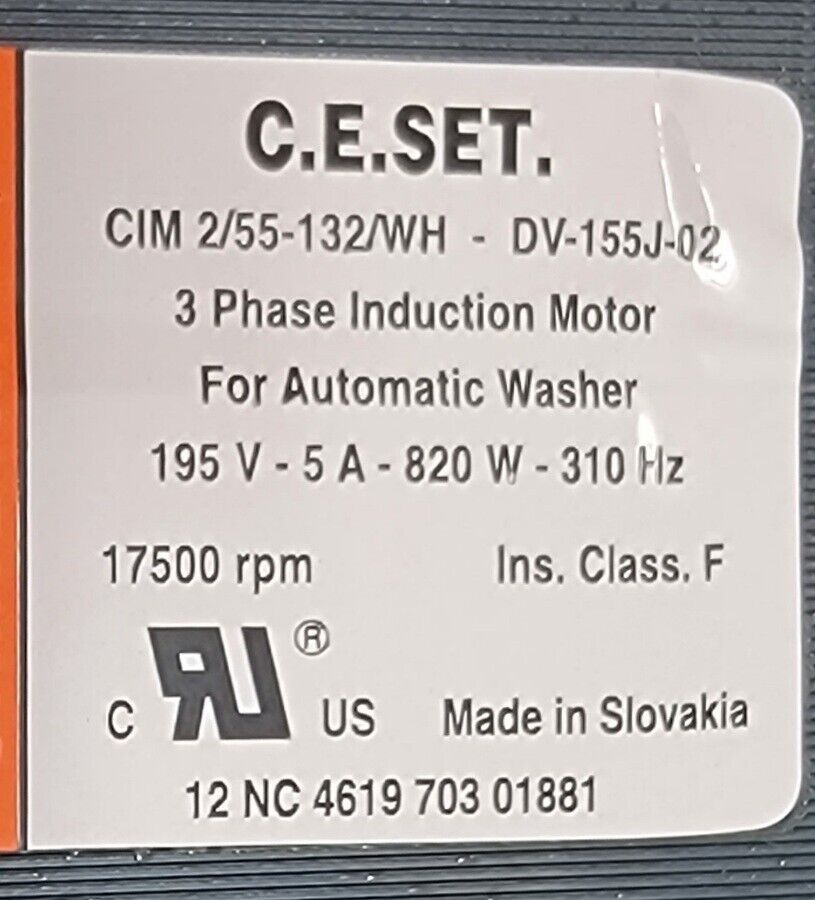 C.E.SET.
CIM 2/55-132/WH - DV-155J-02
3 Phase Induction Motor
For Automatic Washer
195 V - 5 A - 820 W - 310 Hz
17500 rpm Ins. Class. F
C RU ® US Made in Slovakia
12 NC 4619 703 01881